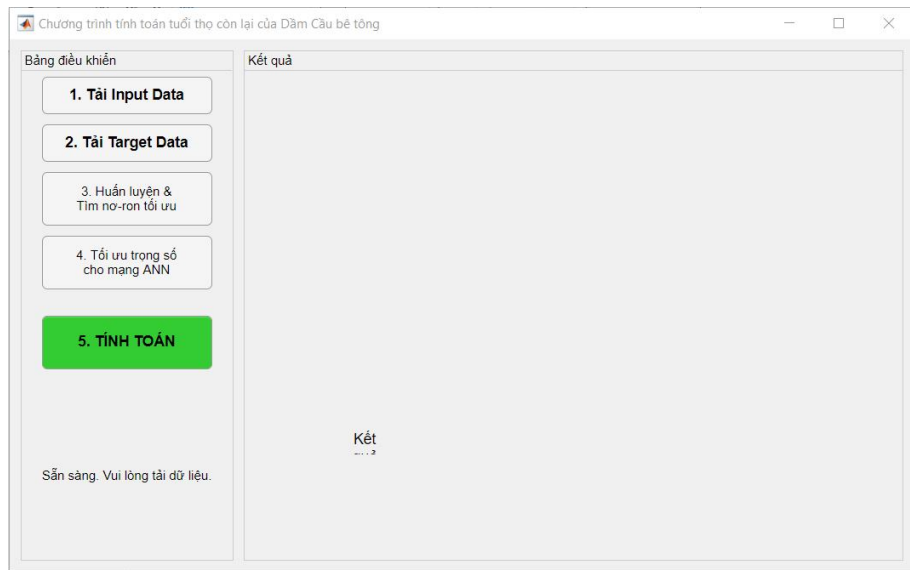 Chương trình tính toán tuổi thọ còn lại của Dầm Cầu bê tông
Bảng điều khiển
1. Tải Input Data
2. Tải Target Data
3. Huấn luyện &
Tìm nơ-ron tối ưu
4. Tối ưu trọng số
cho mạng ANN
5. TÍNH TOÁN
Sẵn sàng. Vui lòng tải dữ liệu.
Kết quả
Kết